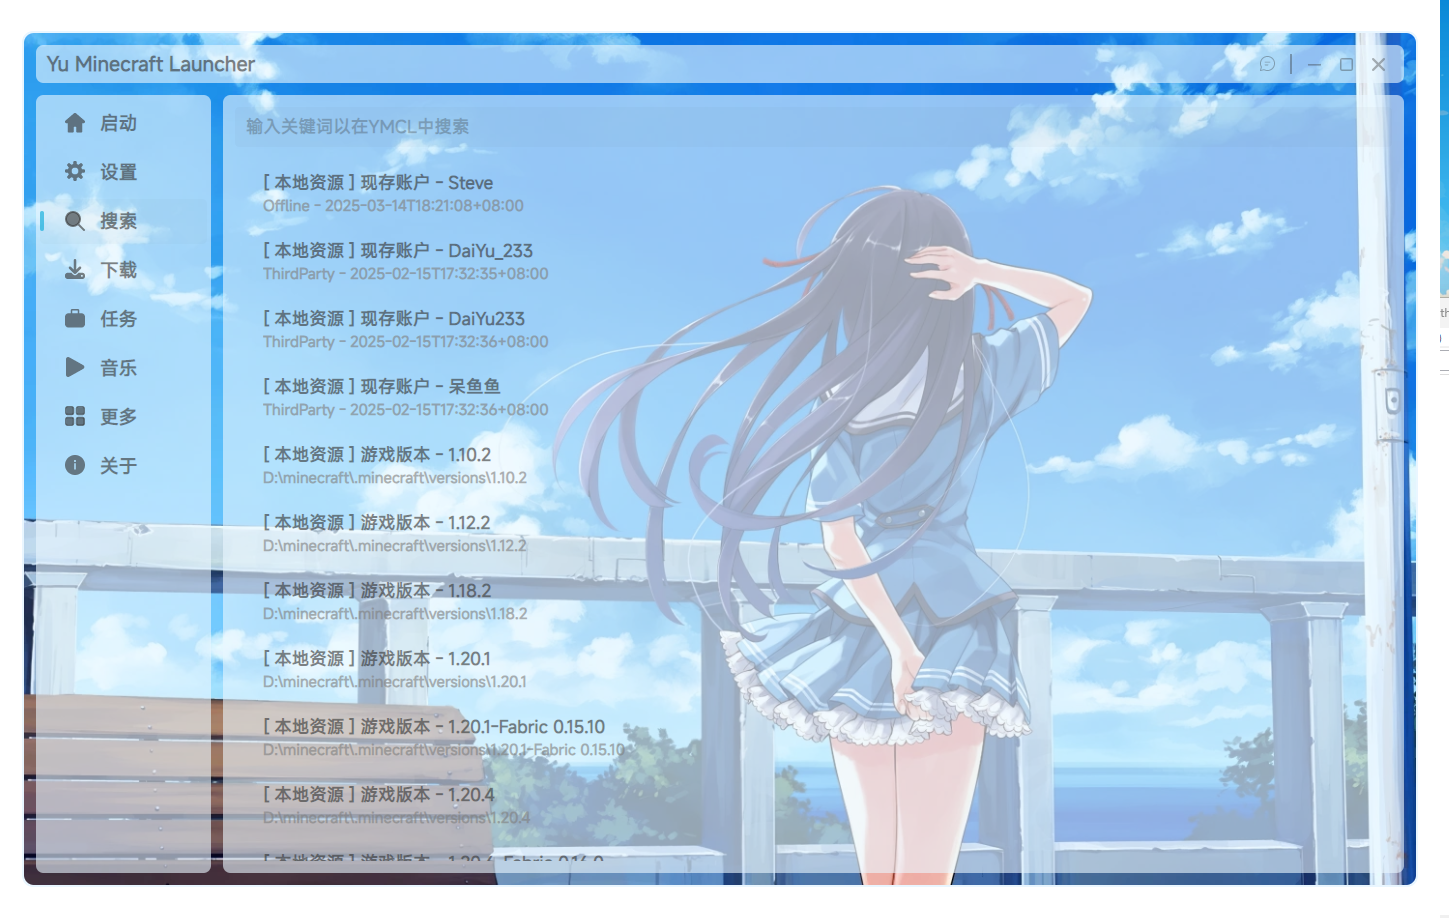 Yu Minecraft Launcher
启动
设置
搜索
下载
任务
音乐
更多
关于
输入关键词以在YMCL中搜索
[ 本地资源 ] 现存账户 - Steve
Offline - 2025-03-14T18:21:08+08:00
[ 本地资源 ] 现存账户 - DaiYu_233
ThirdParty - 2025-02-15T17:32:35+08:00
[ 本地资源 ] 现存账户 - DaiYu233
ThirdParty - 2025-02-15T17:32:36+08:00
[ 本地资源 ] 现存账户 - 呆鱼鱼
ThirdParty - 2025-02-15T17:32:36+08:00
[ 本地资源 ] 游戏版本 - 1.10.2
D:\minecraft\.minecraft\versions\1.10.2
[ 本地资源 ] 游戏版本 - 1.12.2
D:\minecraft\.minecraft\versions\1.12.2
[ 本地资源 ] 游戏版本 - 1.18.2
D:\minecraft\.minecraft\versions\1.18.2
[ 本地资源 ] 游戏版本 - 1.20.1
D:\minecraft\.minecraft\versions\1.20.1
[ 本地资源 ] 游戏版本 - 1.20.1-Fabric 0.15.10
D:\minecraft\.minecraft\versions\1.20.1-Fabric 0.15.10
[ 本地资源 ] 游戏版本 - 1.20.4
D:\minecraft\.minecraft\versions\1.20.4
[ 本地资源 ] 游戏版本